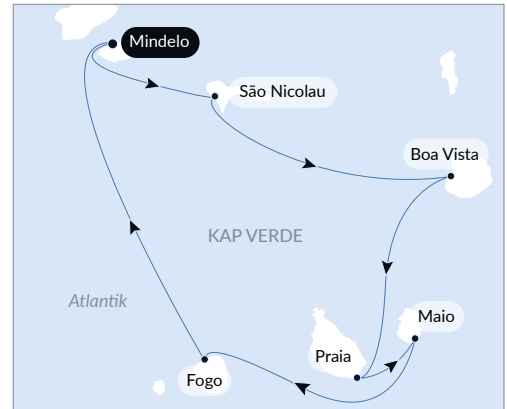 Mindelo
São Nicolau
Boa Vista
KAP VERDE
Atlantik
Maio
Praia
Fogo